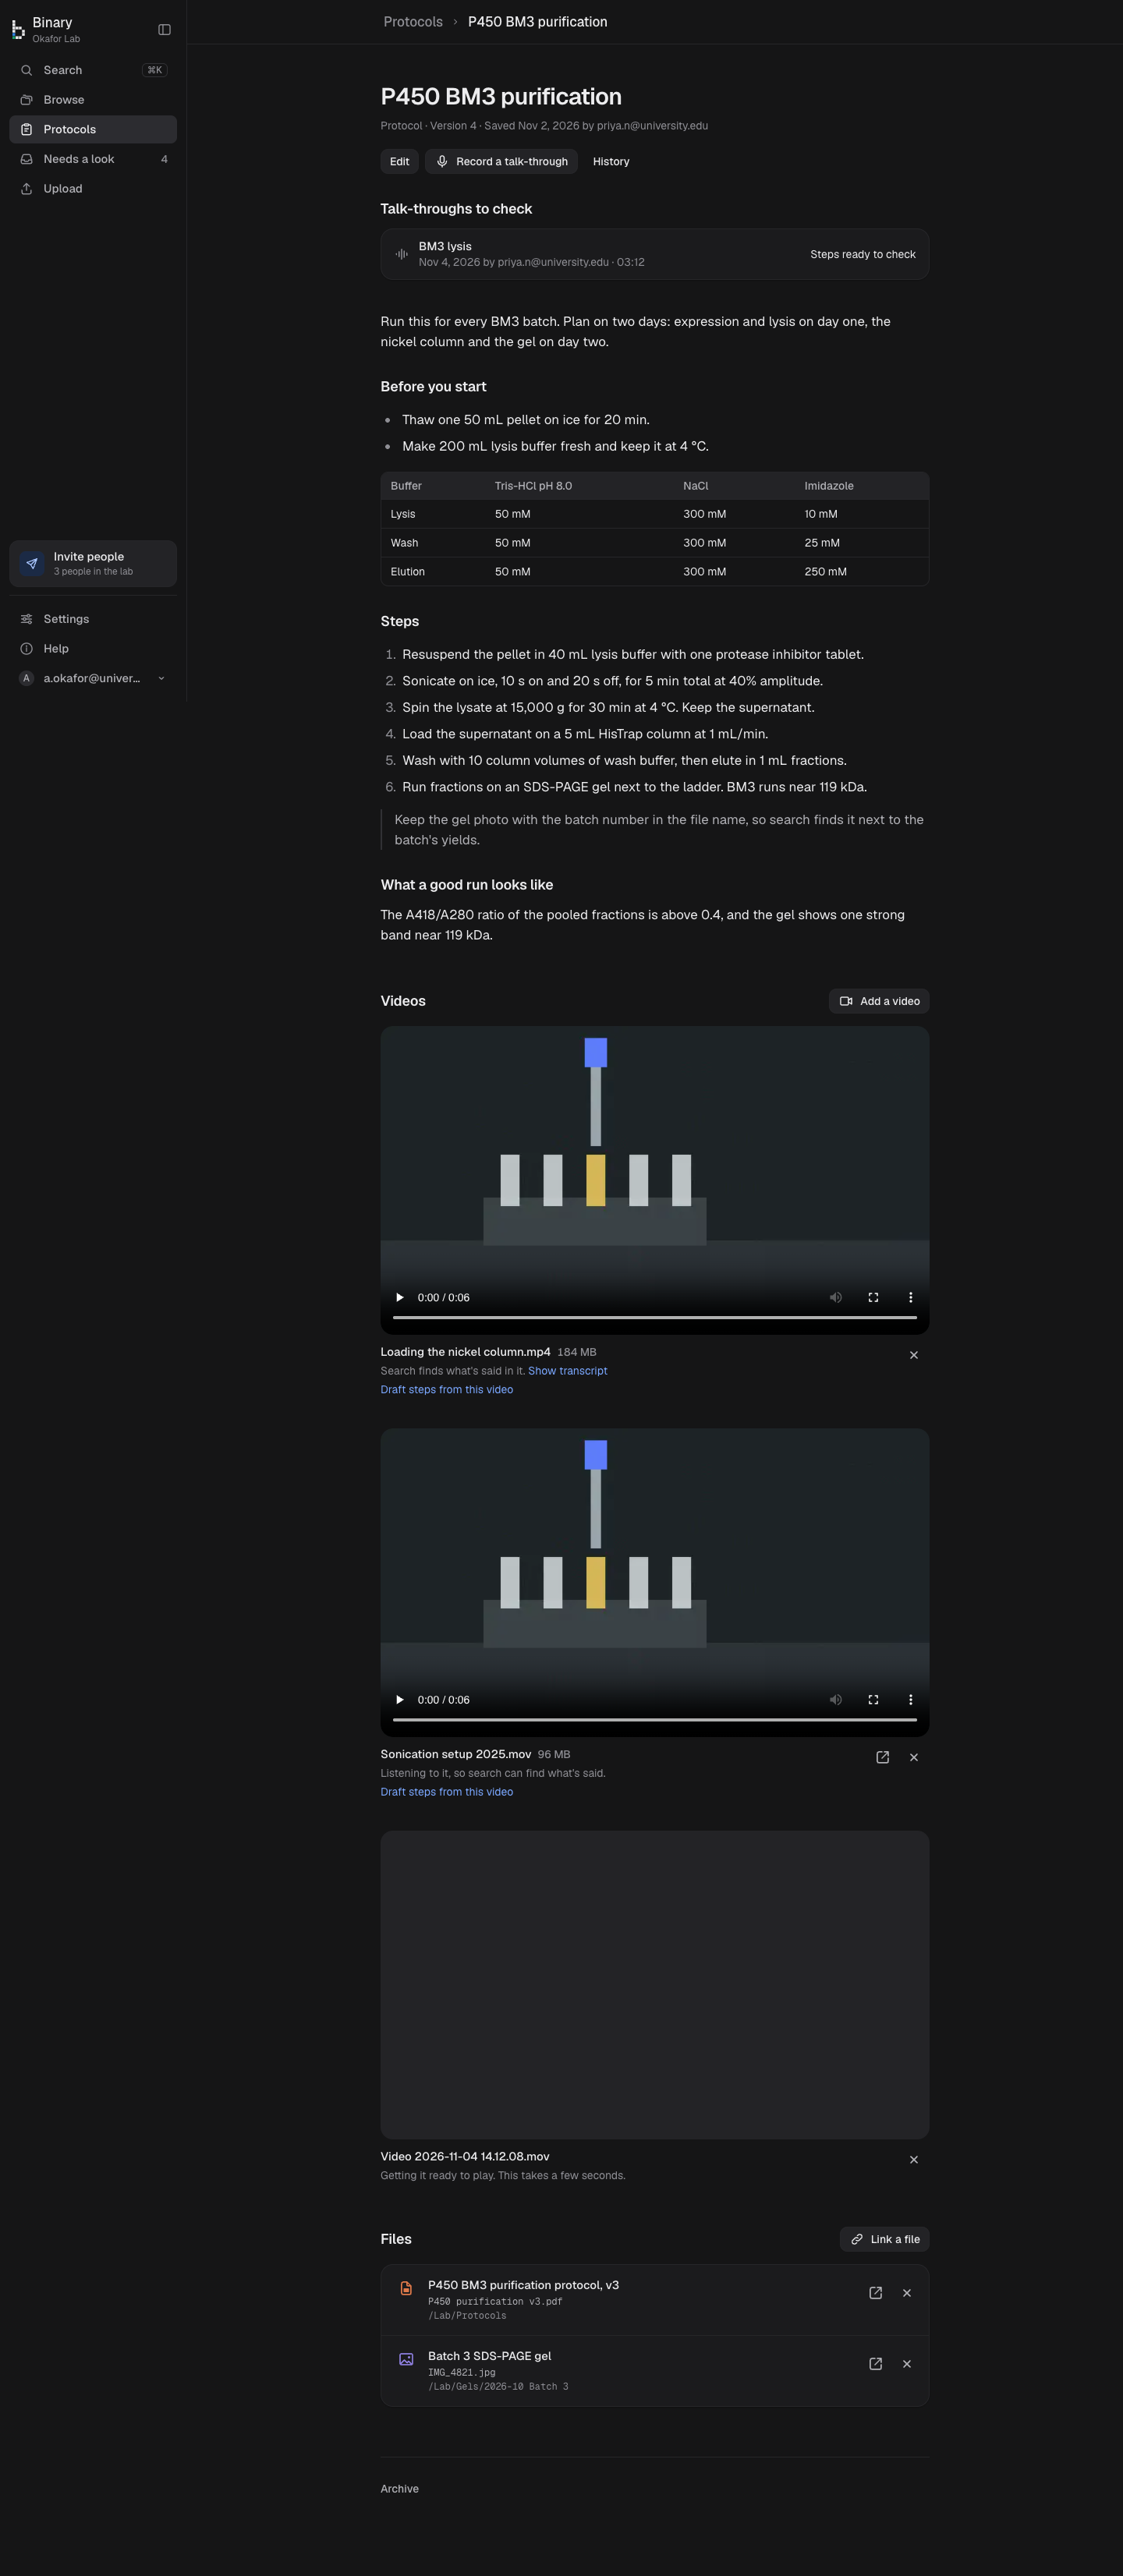 Binary
Okafor Lab
Search
⌘K
Browse
Protocols
Needs a look
4
Upload
Invite people
3 people in the lab
Settings
Help
A
a.okafor@univer...
Protocols › P450 BM3 purification
P450 BM3 purification
Protocol · Version 4 · Saved Nov 2, 2026 by priya.n@university.edu
Edit
Record a talk-through
History
Talk-throughs to check
BM3 lysis
Nov 4, 2026 by priya.n@university.edu · 03:12
Steps ready to check
Run this for every BM3 batch. Plan on two days: expression and lysis on day one, the
nickel column and the gel on day two.
Before you start
• Thaw one 50 mL pellet on ice for 20 min.
• Make 200 mL lysis buffer fresh and keep it at 4 °C.
Buffer Tris-HCl pH 8.0 NaCl Imidazole
Lysis 50 mM 300 mM 10 mM
Wash 50 mM 300 mM 25 mM
Elution 50 mM 300 mM 250 mM
Steps
1. Resuspend the pellet in 40 mL lysis buffer with one protease inhibitor tablet.
2. Sonicate on ice, 10 s on and 20 s off, for 5 min total at 40% amplitude.
3. Spin the lysate at 15,000 g for 30 min at 4 °C. Keep the supernatant.
4. Load the supernatant on a 5 mL HisTrap column at 1 mL/min.
5. Wash with 10 column volumes of wash buffer, then elute in 1 mL fractions.
6. Run fractions on an SDS-PAGE gel next to the ladder. BM3 runs near 119 kDa.
Keep the gel photo with the batch number in the file name, so search finds it next to the
batch's yields.
What a good run looks like
The A418/A280 ratio of the pooled fractions is above 0.4, and the gel shows one strong
band near 119 kDa.
Videos
Add a video
0:00 / 0:06
Loading the nickel column.mp4 184 MB
Search finds what's said in it. Show transcript
Draft steps from this video
0:00 / 0:06
Sonication setup 2025.mov 96 MB
Listening to it, so search can find what's said.
Draft steps from this video
Video 2026-11-04 14.12.08.mov
Getting it ready to play. This takes a few seconds.
Files
Link a file
P450 BM3 purification protocol, v3
P450 purification v3.pdf
/Lab/Protocols
Batch 3 SDS-PAGE gel
IMG_4821.jpg
/Lab/Gels/2026-10 Batch 3
Archive